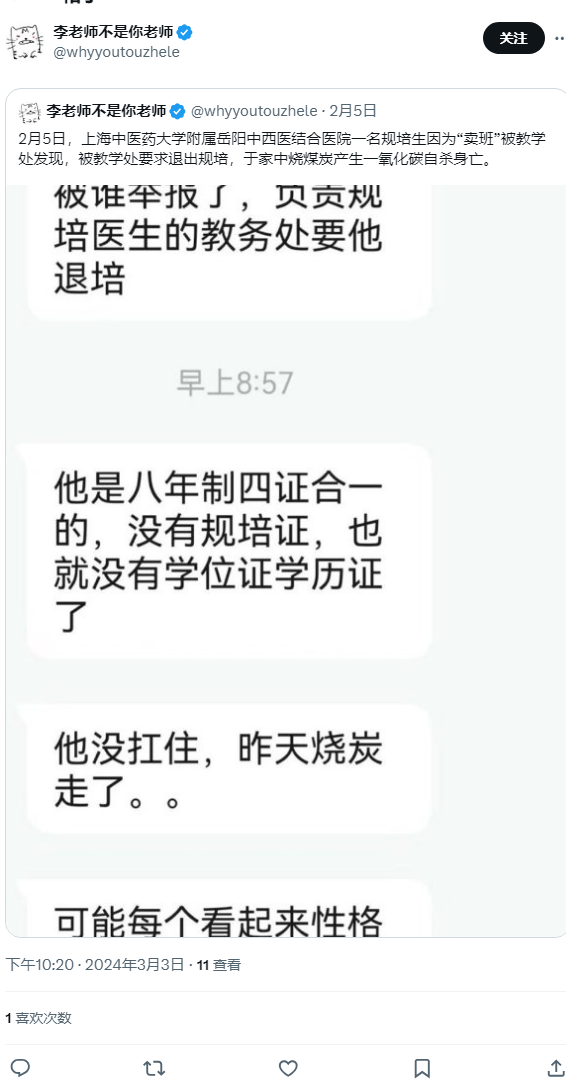 李老师不是你老师
@whyyoutouzhele
关注
李老师不是你老师 @whyyoutouzhele · 2月5日
2月5日，上海中医药大学附属岳阳中西医结合医院一名规培生因为“卖班”被教学
处发现，被教学处要求退出规培，于家中烧煤炭产生一氧化碳自杀身亡。
被谁举报了，负责规
培医生的教务处要他
退培
早上8:57
他是八年制四证合一
的，没有规培证，也
就没有学位证学历证
了
他没扛住，昨天烧炭
走了。。
可能每个看起来性格
下午10:20 · 2024年3月3日 · 11 查看
1 喜欢次数